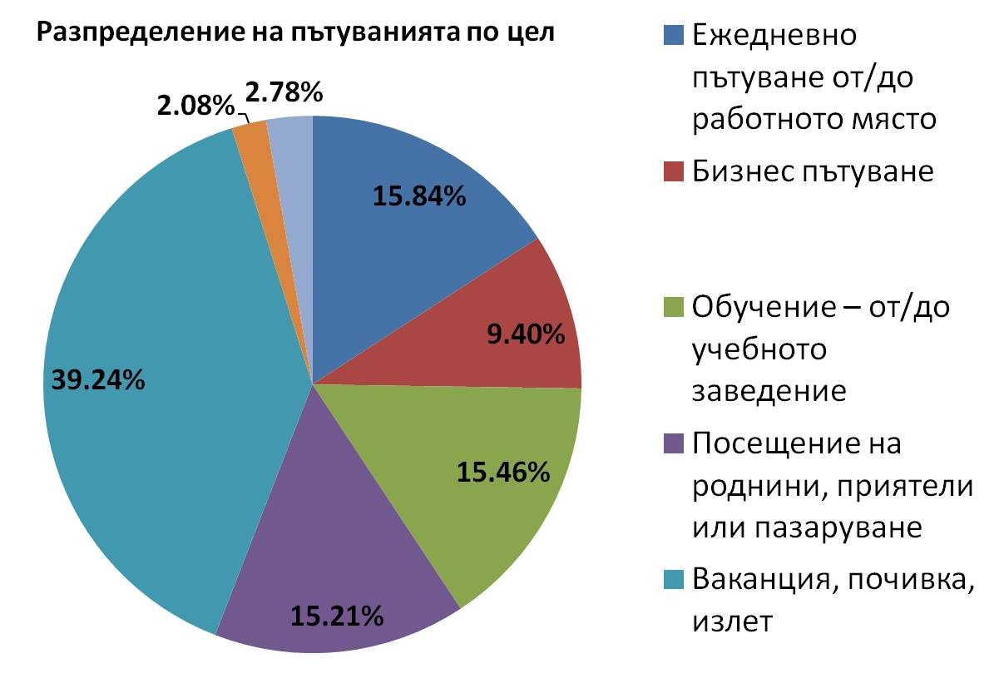 Разпределение на пътуванията по цел
2.08%
2.78%
15.84%
9.40%
39.24%
15.46%
15.21%
Ежедневно
пътуване от/до
работното място
Бизнес пътуване
Обучение – от/до
учебното
заведение
Посещение на
роднини, приятели
или пазаруване
Ваканция, почивка,
излет